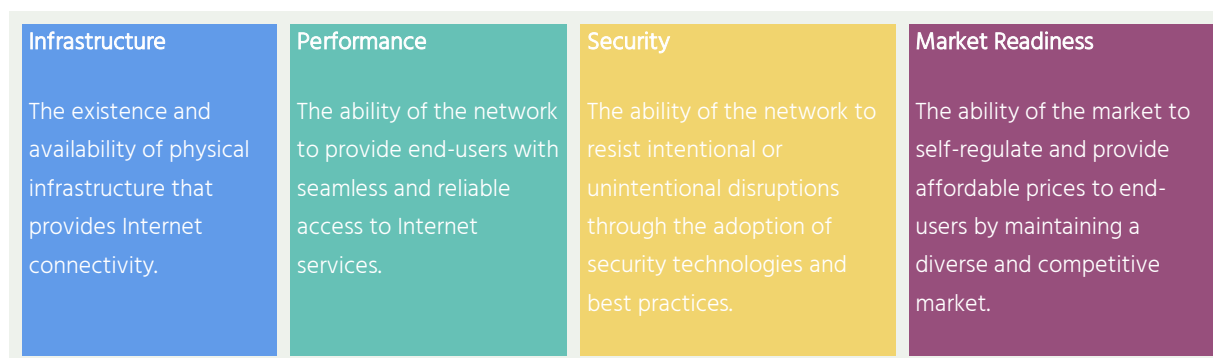 Infrastructure
The existence and
availability of physical
infrastructure that
provides Internet
connectivity.
Performance
The ability of the network
to provide end-users with
seamless and reliable
access to Internet
services.
Security
The ability of the network to
resist intentional or
unintentional disruptions
through the adoption of
security technologies and
best practices.
Market Readiness
The ability of the market to
self-regulate and provide
affordable prices to end-
users by maintaining a
diverse and competitive
market.